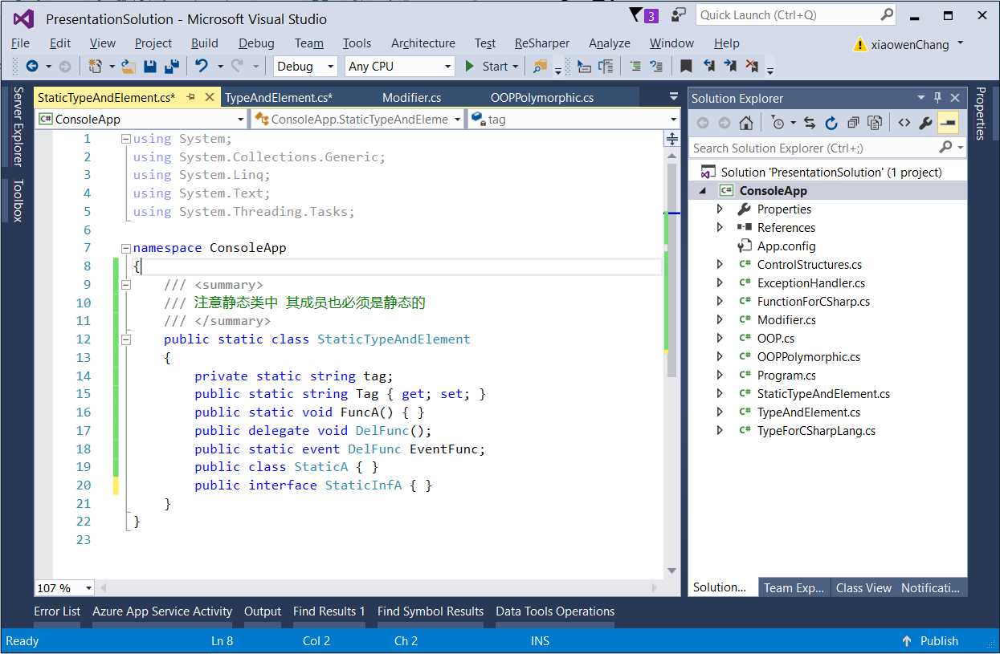 PresentationSolution - Microsoft Visual Studio
3
Quick Launch (Ctrl+Q)
File Edit View Project Build Debug Team Tools Architecture Test ReSharper Analyze Window Help
xiaowenChang
Debug Any CPU Start
Server Explorer
Toolbox
StaticTypeAndElement.cs* TypeAndElement.cs* Modifier.cs OOPPolymorphic.cs
C# ConsoleApp ConsoleApp.StaticTypeAndEleme tag
1 using System;
2 using System.Collections.Generic;
3 using System.Linq;
4 using System.Text;
5 using System.Threading.Tasks;
6
7 namespace ConsoleApp
8 {
9 /// <summary>
10 /// 注意静态类中 其成员也必须是静态的
11 /// </summary>
12 public static class StaticTypeAndElement
13 {
14 private static string tag;
15 public static string Tag { get; set; }
16 public static void FuncA() { }
17 public delegate void DelFunc();
18 public static event DelFunc EventFunc;
19 public class StaticA { }
20 public interface StaticInfA { }
21 }
22 }
23
107 %
Solution Explorer
Search Solution Explorer (Ctrl+;)
Solution 'PresentationSolution' (1 project)
C# ConsoleApp
Properties
References
App.config
C# ControlStructures.cs
C# ExceptionHandler.cs
C# FunctionForCSharp.cs
C# Modifier.cs
C# OOP.cs
C# OOPPolymorphic.cs
C# Program.cs
C# StaticTypeAndElement.cs
C# TypeAndElement.cs
C# TypeForCSharpLang.cs
Solution... Team Exp... Class View Notificati...
Properties
Error List Azure App Service Activity Output Find Results 1 Find Symbol Results Data Tools Operations
Ready Ln 8 Col 2 Ch 2 INS Publish